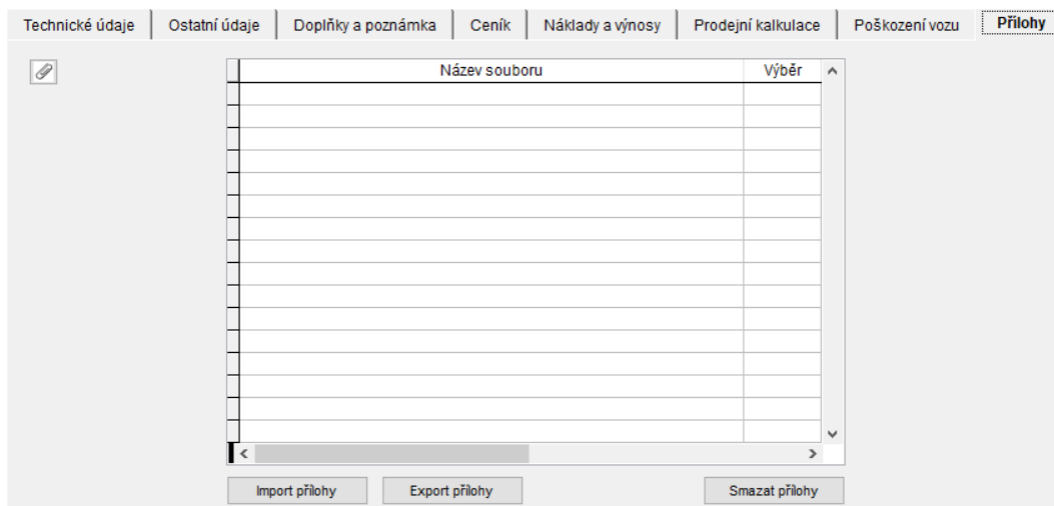 Technické údaje Ostatní údaje Doplňky a poznámka Ceník Náklady a výnosy Prodejní kalkulace Poškození vozu Přílohy
Název souboru Výběr
Import přílohy Export přílohy Smazat přílohy